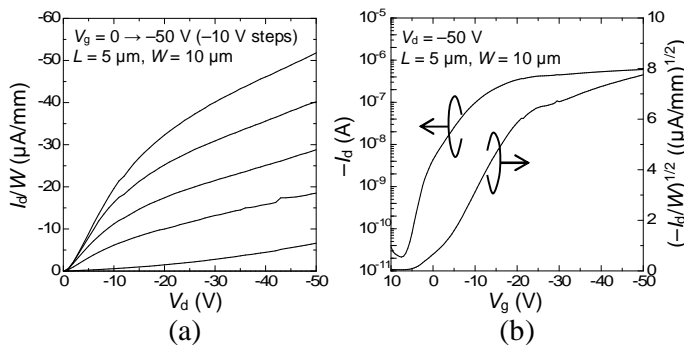 -60
-50
-40
-30
-20
-10
0
I_d/W (µA/mm)
V_g = 0 → –50 V (–10 V steps)
L = 5 µm, W = 10 µm
0 -10 -20 -30 -40 -50
V_d (V)
(a)
10^-5
10^-6
10^-7
10^-8
10^-9
10^-10
10^-11
–I_d (A)
V_d = –50 V
L = 5 µm, W = 10 µm
10
8
6
4
2
0
(–I_d/W)^1/2 ((µA/mm)^1/2)
10 0 -10 -20 -30 -40 -50
V_g (V)
(b)